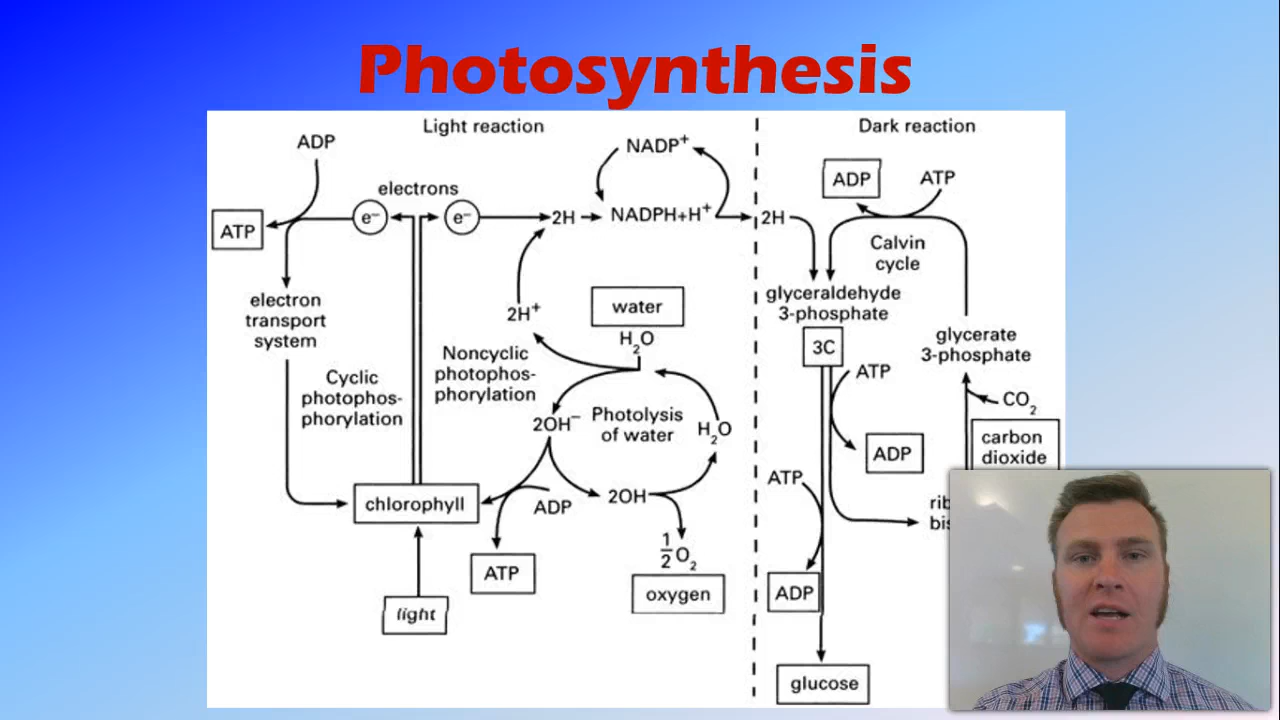 Photosynthesis
Light reaction
Dark reaction
ADP
NADP+
ADP
ATP
electrons
ATP
e−
e−
2H
NADPH+H+
2H
Calvin
cycle
electron
transport
system
2H+
water
H2O
glyceraldehyde
3-phosphate
glycerate
3-phosphate
3C
Noncyclic
photophos-
phorylation
Cyclic
photophos-
phorylation
ATP
CO2
2OH−
Photolysis
of water
H2O
carbon
dioxide
ADP
ATP
chlorophyll
ADP
2OH
rib
bis
1/2 O2
ATP
oxygen
ADP
light
glucose